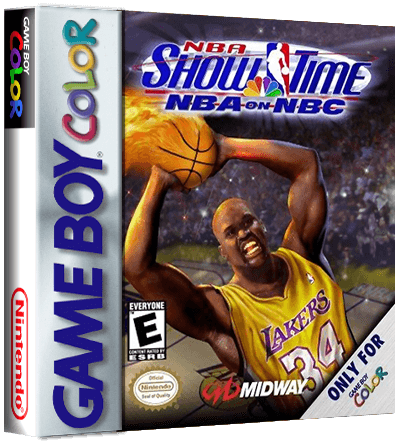 GAME BOY COLOR
Nintendo
GAME BOY COLOR
NBA
SHOWTIME
NBA ON NBC
LAKERS
34
EVERYONE
E
CONTENT RATED BY
ESRB
Official
Nintendo
Seal of Quality
MIDWAY
ONLY FOR
GAME BOY
COLOR